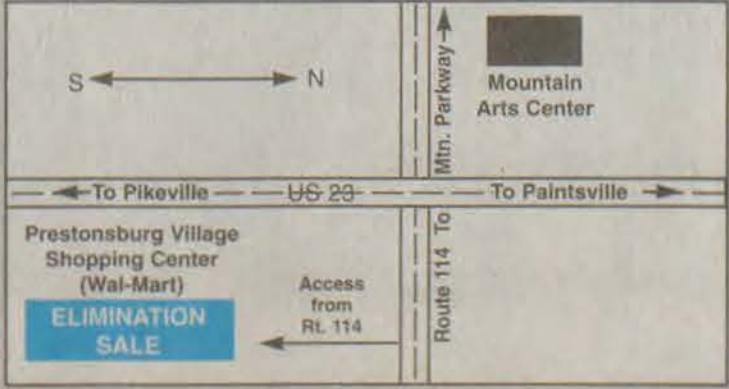 S N
Mtn. Parkway
Mountain
Arts Center
To Pikeville US 23 To Paintsville
Prestonsburg Village
Shopping Center
(Wal-Mart)
ELIMINATION
SALE
Access
from
Rt. 114
Route 114 To